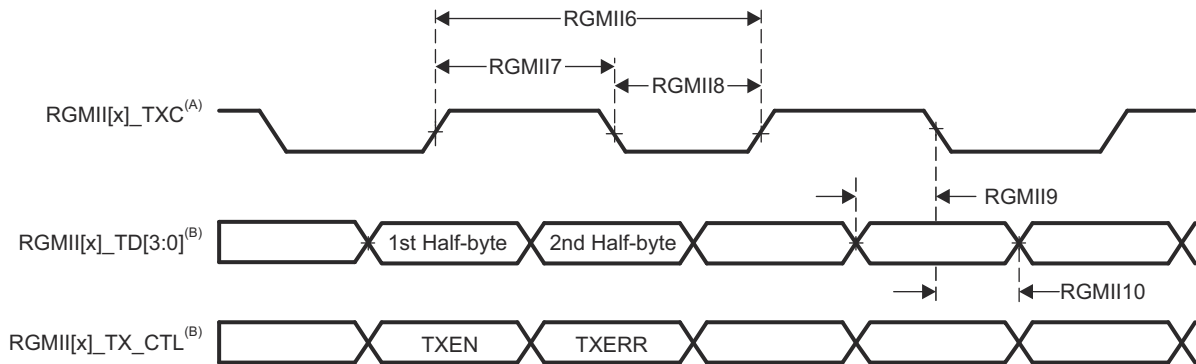 RGMII6
RGMII7
RGMII8
RGMII[x]_TXC(A)
RGMII9
RGMII[x]_TD[3:0](B)
1st Half-byte
2nd Half-byte
RGMII10
RGMII[x]_TX_CTL(B)
TXEN
TXERR